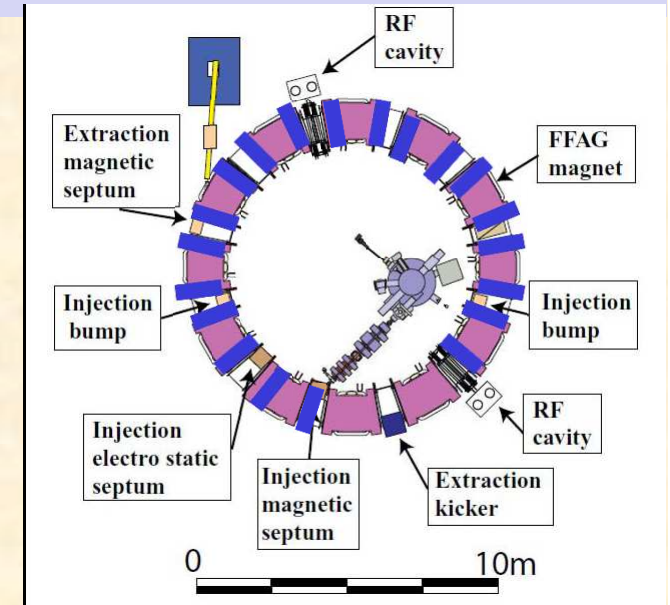 RF
cavity
Extraction
magnetic
septum
FFAG
magnet
Injection
bump
Injection
bump
Injection
electro static
septum
Injection
magnetic
septum
Extraction
kicker
RF
cavity
0 10m